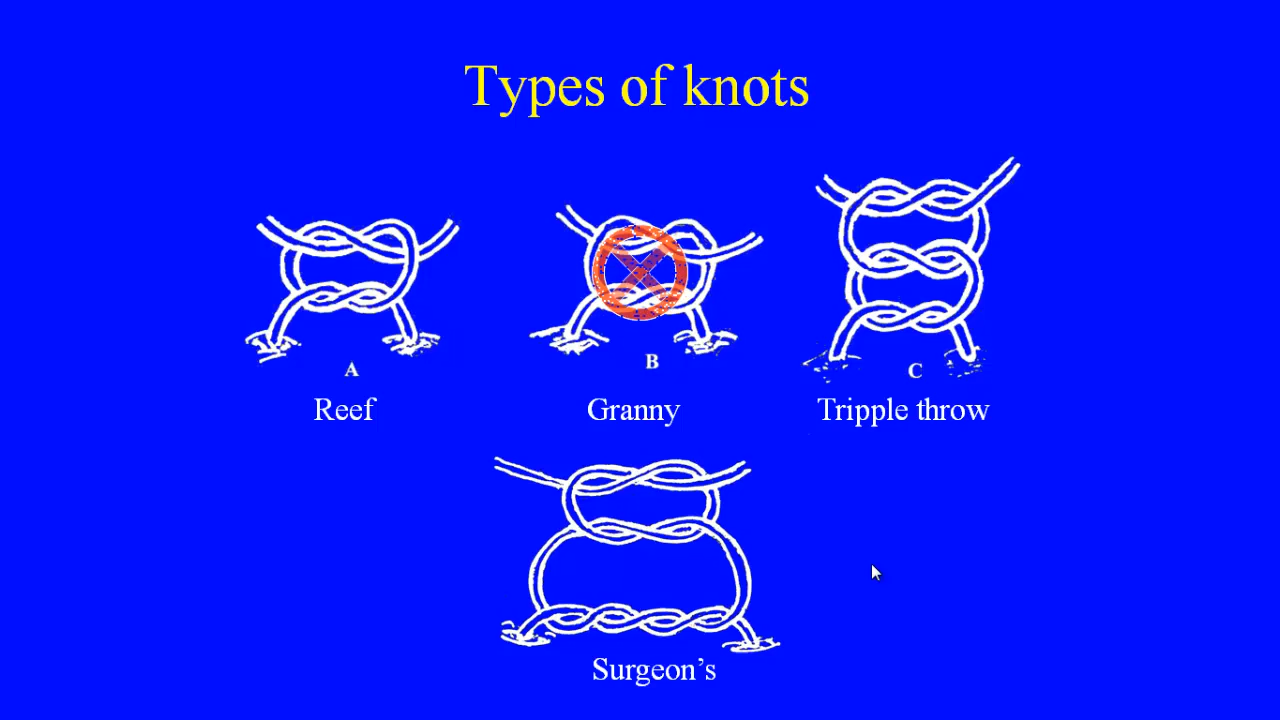 Types of knots
A
B
C
Reef
Granny
Tripple throw
Surgeon’s